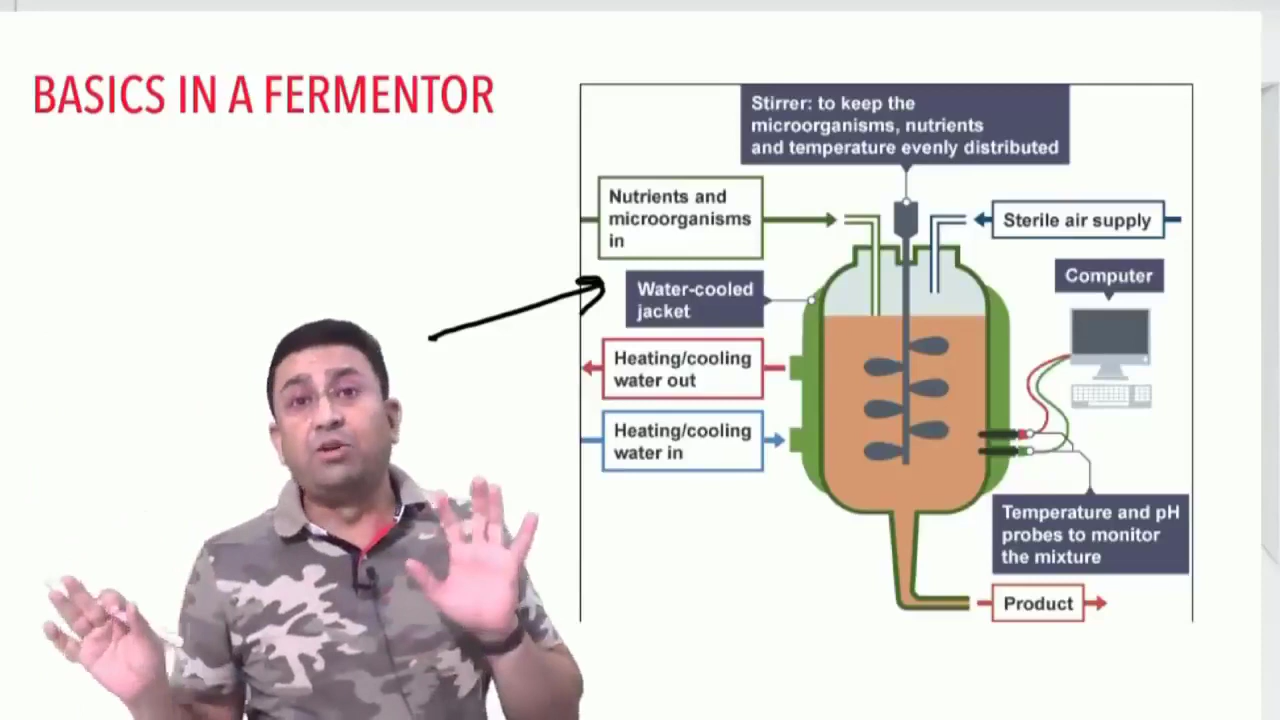 BASICS IN A FERMENTOR
Stirrer: to keep the
microorganisms, nutrients
and temperature evenly distributed
Nutrients and
microorganisms
in
Sterile air supply
Water-cooled
jacket
Computer
Heating/cooling
water out
Heating/cooling
water in
Temperature and pH
probes to monitor
the mixture
Product